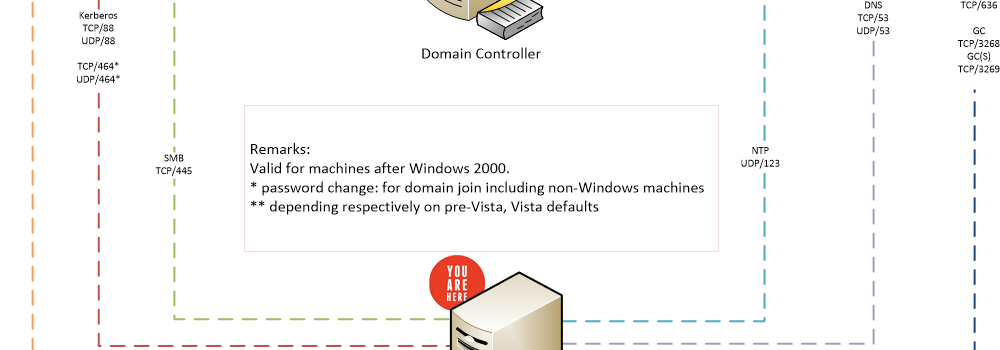 Kerberos
TCP/88
UDP/88
TCP/464*
UDP/464*
DNS
TCP/53
UDP/53
TCP/636
GC
TCP/3268
GC(S)
TCP/3269
Domain Controller
SMB
TCP/445
Remarks:
Valid for machines after Windows 2000.
* password change: for domain join including non-Windows machines
** depending respectively on pre-Vista, Vista defaults
NTP
UDP/123
YOU
ARE
HERE